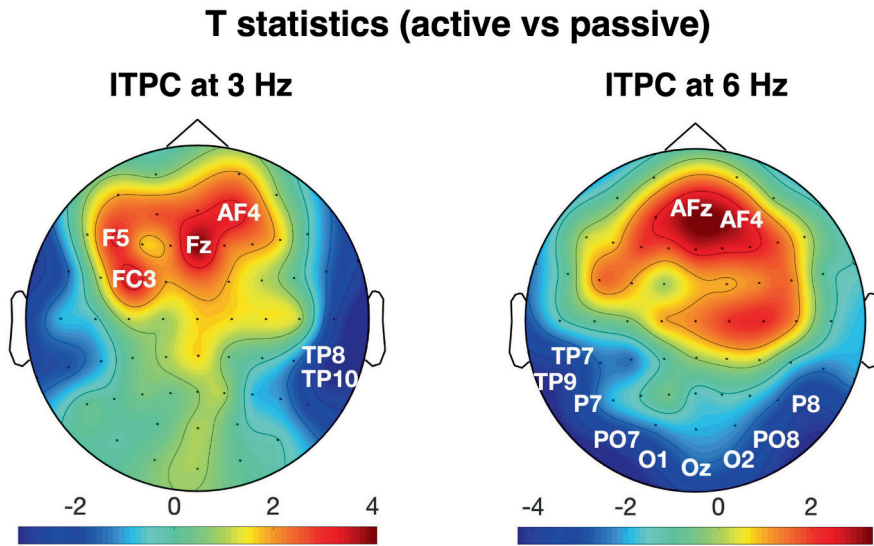 T statistics (active vs passive)
ITPC at 3 Hz
ITPC at 6 Hz
AF4
F5
Fz
FC3
TP8
TP10
AFz
AF4
TP7
TP9
P7
P8
PO7
PO8
O1
Oz
O2
-2 0 2 4
-4 0 2